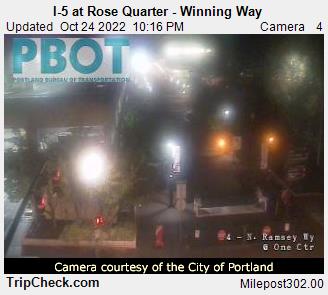 I-5 at Rose Quarter - Winning Way
Updated Oct 24 2022 10:16 PM Camera 4
PBOT
PORTLAND BUREAU OF TRANSPORTATION
4 - N. Ramsey Wy
@ One Ctr
Camera courtesy of the City of Portland
TripCheck.com Milepost302.00